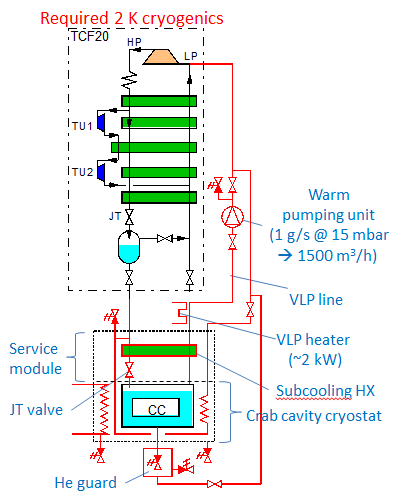 Required 2 K cryogenics
TCF20
HP
LP
TU1
TU2
JT
Warm
pumping unit
(1 g/s @ 15 mbar
→ 1500 m³/h)
VLP line
VLP heater
(~2 kW)
Service
module
Subcooling HX
JT valve
CC
Crab cavity cryostat
He guard